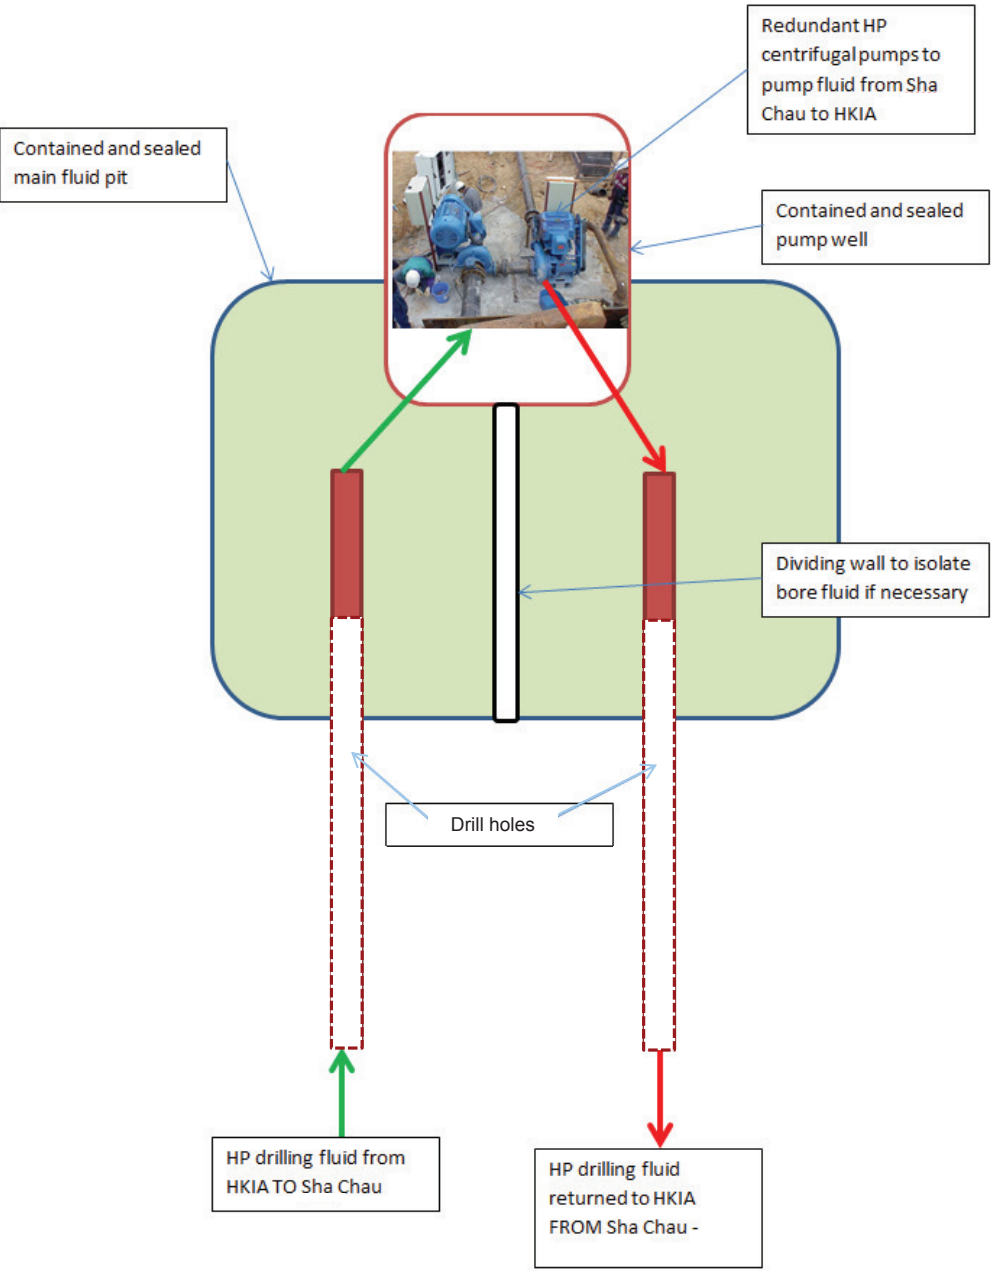 Redundant HP
centrifugal pumps to
pump fluid from Sha
Chau to HKIA
Contained and sealed
main fluid pit
Contained and sealed
pump well
Dividing wall to isolate
bore fluid if necessary
Drill holes
HP drilling fluid from
HKIA TO Sha Chau
HP drilling fluid
returned to HKIA
FROM Sha Chau -